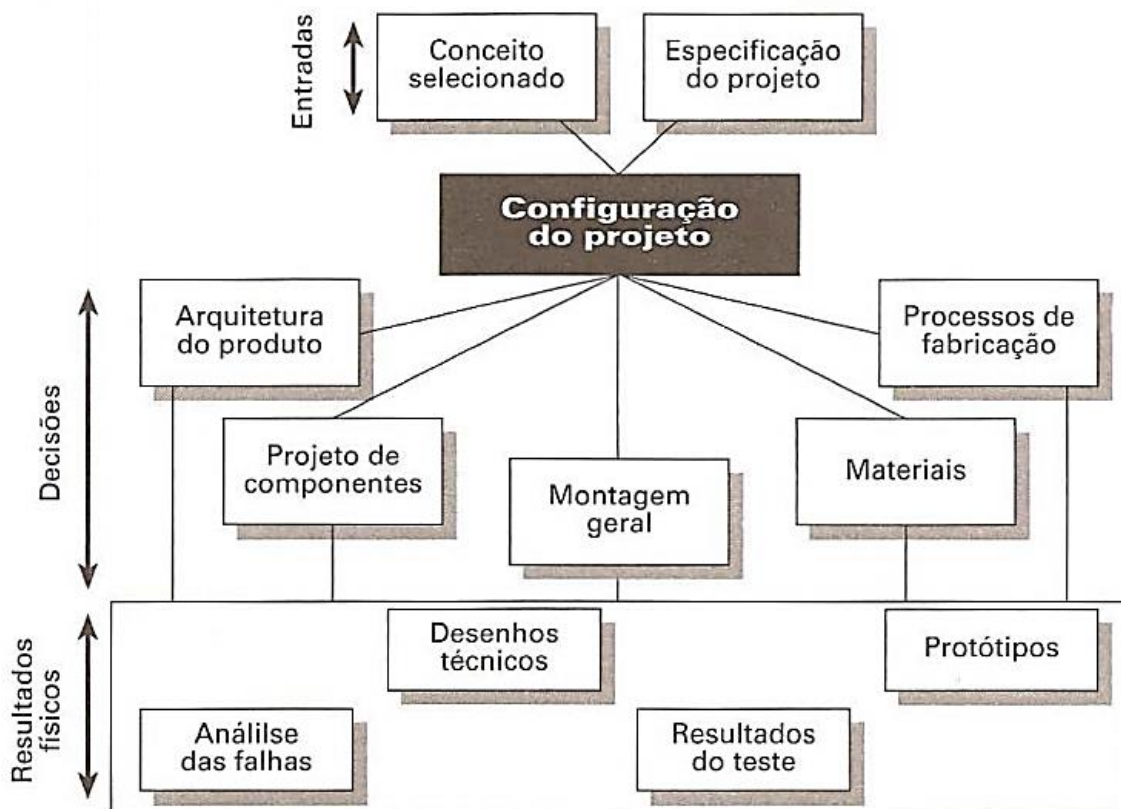 Entradas
Conceito
selecionado
Especificação
do projeto
Configuração
do projeto
Decisões
Arquitetura
do produto
Processos de
fabricação
Projeto de
componentes
Montagem
geral
Materiais
Resultados
físicos
Desenhos
técnicos
Protótipos
Análilse
das falhas
Resultados
do teste